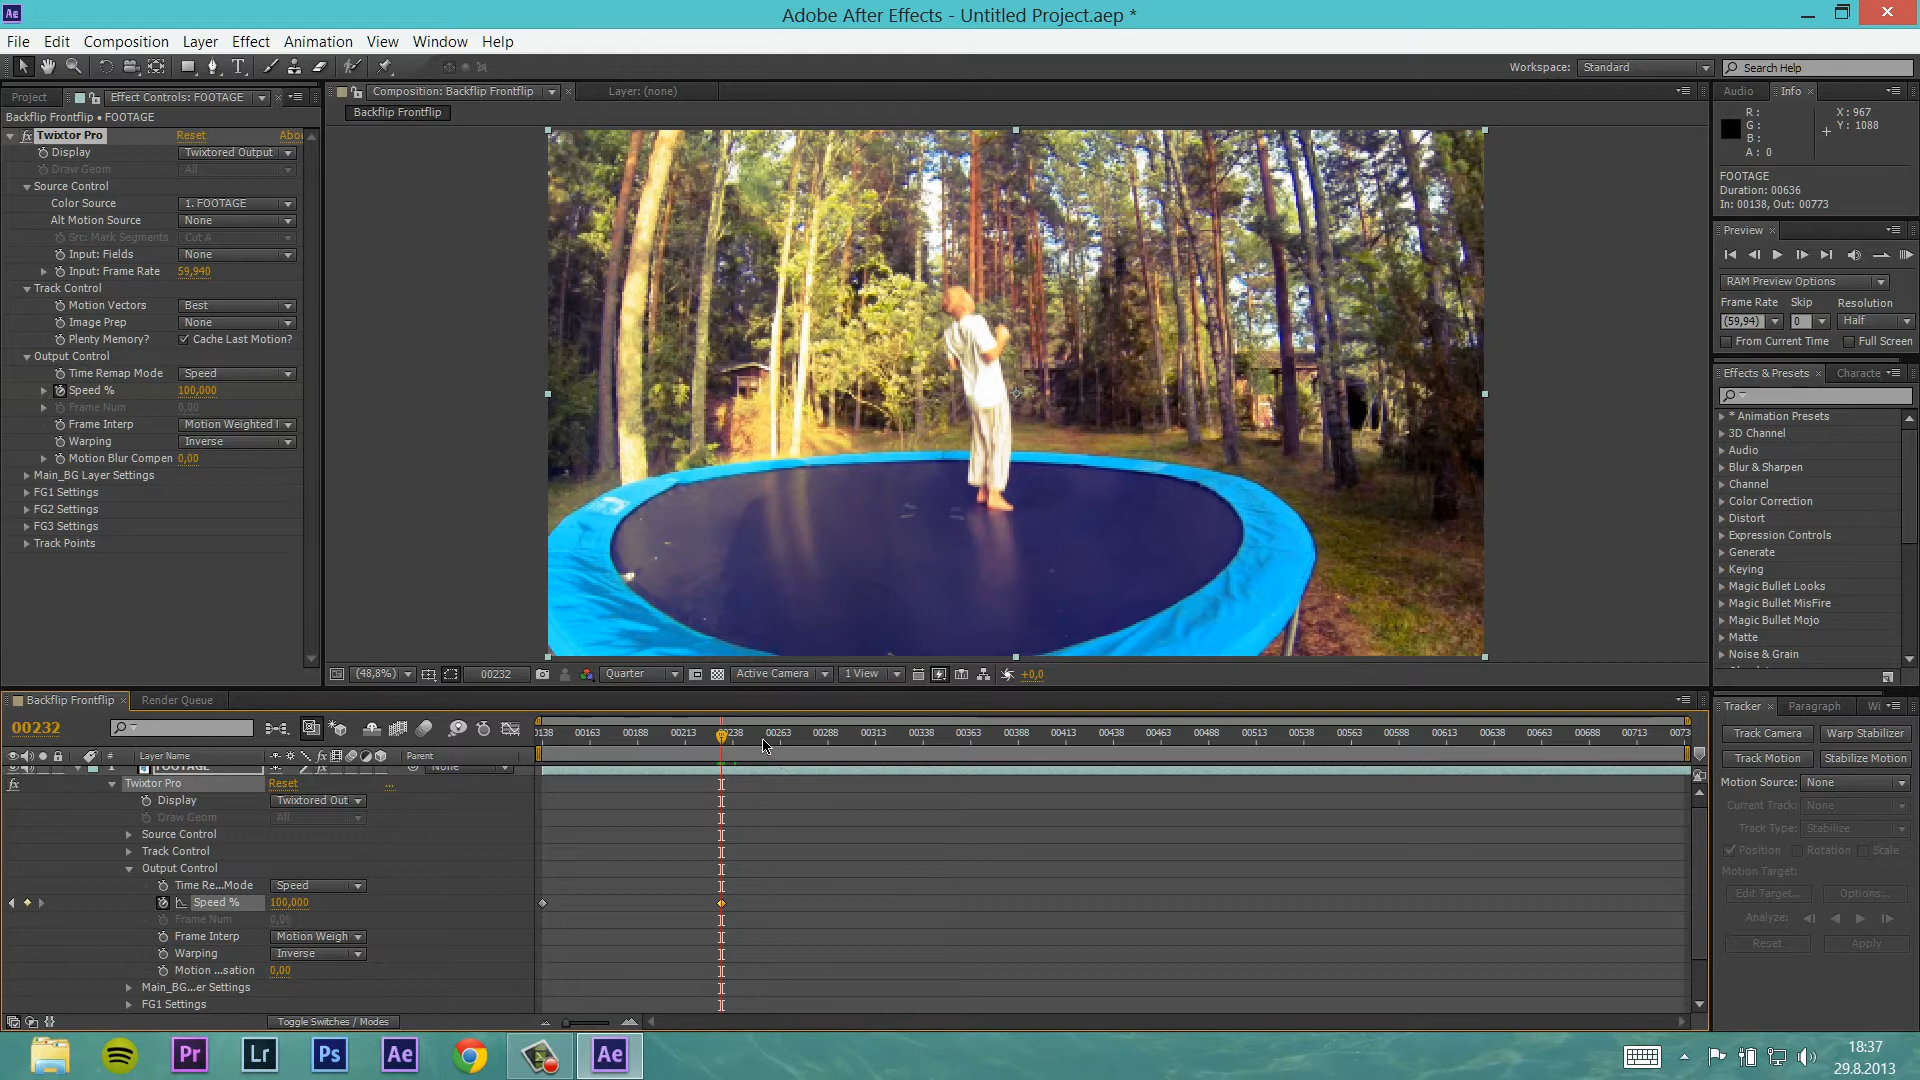 Ae
Adobe After Effects - Untitled Project.aep *
File Edit Composition Layer Effect Animation View Window Help
Workspace: Standard Search Help
Project Effect Controls: FOOTAGE
Composition: Backflip Frontflip Layer: (none)
Audio Info
Backflip Frontflip • FOOTAGE
Backflip Frontflip
R: X: 967
G: Y: 1088
B:
A: 0
FOOTAGE
Duration: 00636
In: 00138, Out: 00773
Twixtor Pro Reset Abou
Display Twixtored Output
Draw Geom All
Source Control
Color Source 1. FOOTAGE
Alt Motion Source None
Src: Mark Segments Cut A
Input: Fields None
Input: Frame Rate 59,940
Track Control
Motion Vectors Best
Image Prep None
Plenty Memory? Cache Last Motion?
Output Control
Time Remap Mode Speed
Speed % 100,000
Frame Num 0,00
Frame Interp Motion Weighted I
Warping Inverse
Motion Blur Compen 0,00
Main_BG Layer Settings
FG1 Settings
FG2 Settings
FG3 Settings
Track Points
Preview
RAM Preview Options
Frame Rate Skip Resolution
(59,94) 0 Half
From Current Time Full Screen
Effects & Presets Characte
* Animation Presets
3D Channel
Audio
Blur & Sharpen
Channel
Color Correction
Distort
Expression Controls
Generate
Keying
Magic Bullet Looks
Magic Bullet MisFire
Magic Bullet Mojo
Matte
Noise & Grain
(48,8%) 00232 Quarter Active Camera 1 View +0,0
Backflip Frontflip Render Queue
00232
0138 00163 00188 00213 0238 00263 00288 00313 00338 00363 00388 00413 00438 00463 00488 00513 00538 00563 00588 00613 00638 00663 00688 00713 0073
# Layer Name Parent
1 FOOTAGE None
Twixtor Pro Reset ...
Display Twixtored Out
Draw Geom All
Source Control
Track Control
Output Control
Time Re...Mode Speed
Speed % 100,000
Frame Num 0,00
Frame Interp Motion Weigh
Warping Inverse
Motion ...sation 0,00
Main_BG...er Settings
FG1 Settings
Toggle Switches / Modes
Tracker Paragraph Wi
Track Camera Warp Stabilizer
Track Motion Stabilize Motion
Motion Source: None
Current Track: None
Track Type: Stabilize
Position Rotation Scale
Motion Target:
Edit Target... Options...
Analyze:
Reset Apply
Pr Lr Ps Ae Ae
18:37
29.8.2013